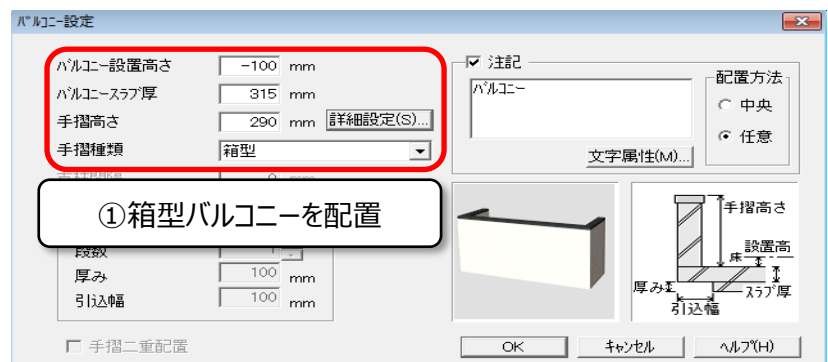 バルコニー設定
バルコニー設置高さ -100 mm
バルコニースラブ厚 315 mm
手摺高さ 290 mm 詳細設定(S)...
手摺種類 箱型
①箱型バルコニーを配置
段数 1
厚み 100 mm
引込幅 100 mm
手摺二重配置
注記
バルコニー
文字属性(M)...
配置方法
中央
任意
手摺高さ
設置高
床
厚み
スラブ厚
引込幅
OK キャンセル ヘルプ(H)